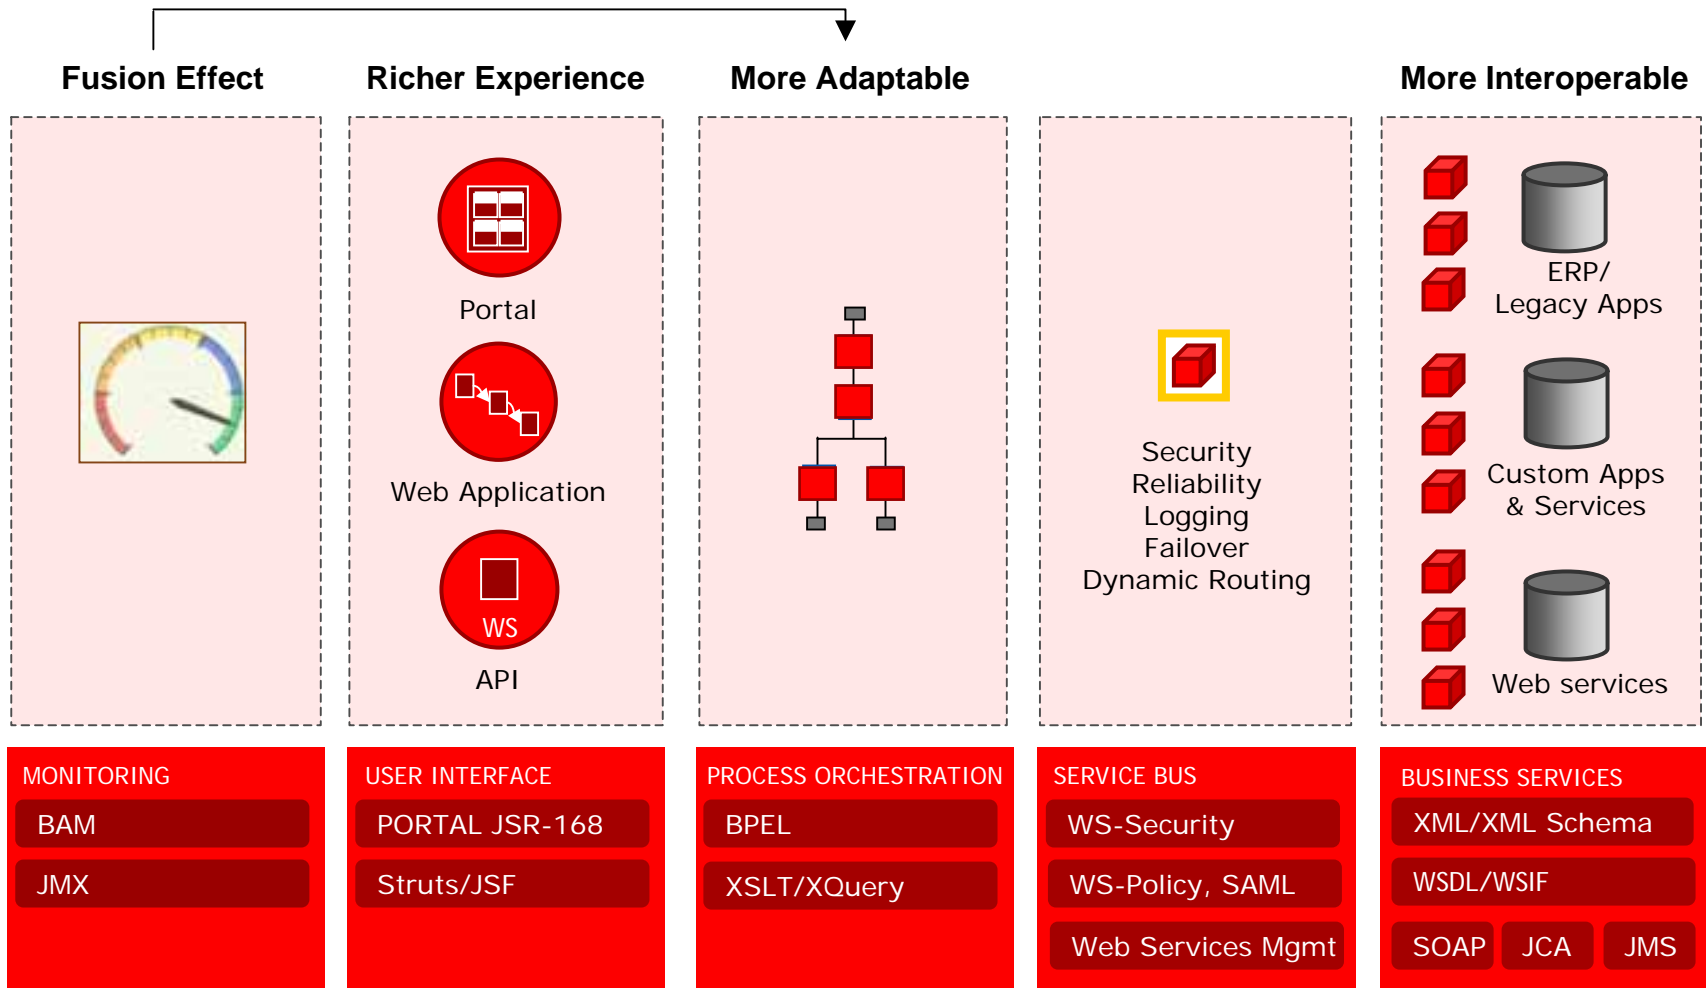 Fusion Effect
Richer Experience
More Adaptable
More Interoperable
Portal
Web Application
WS
API
Security
Reliability
Logging
Failover
Dynamic Routing
ERP/
Legacy Apps
Custom Apps
& Services
Web services
MONITORING
BAM
JMX
USER INTERFACE
PORTAL JSR-168
Struts/JSF
PROCESS ORCHESTRATION
BPEL
XSLT/XQuery
SERVICE BUS
WS-Security
WS-Policy, SAML
Web Services Mgmt
BUSINESS SERVICES
XML/XML Schema
WSDL/WSIF
SOAP JCA JMS